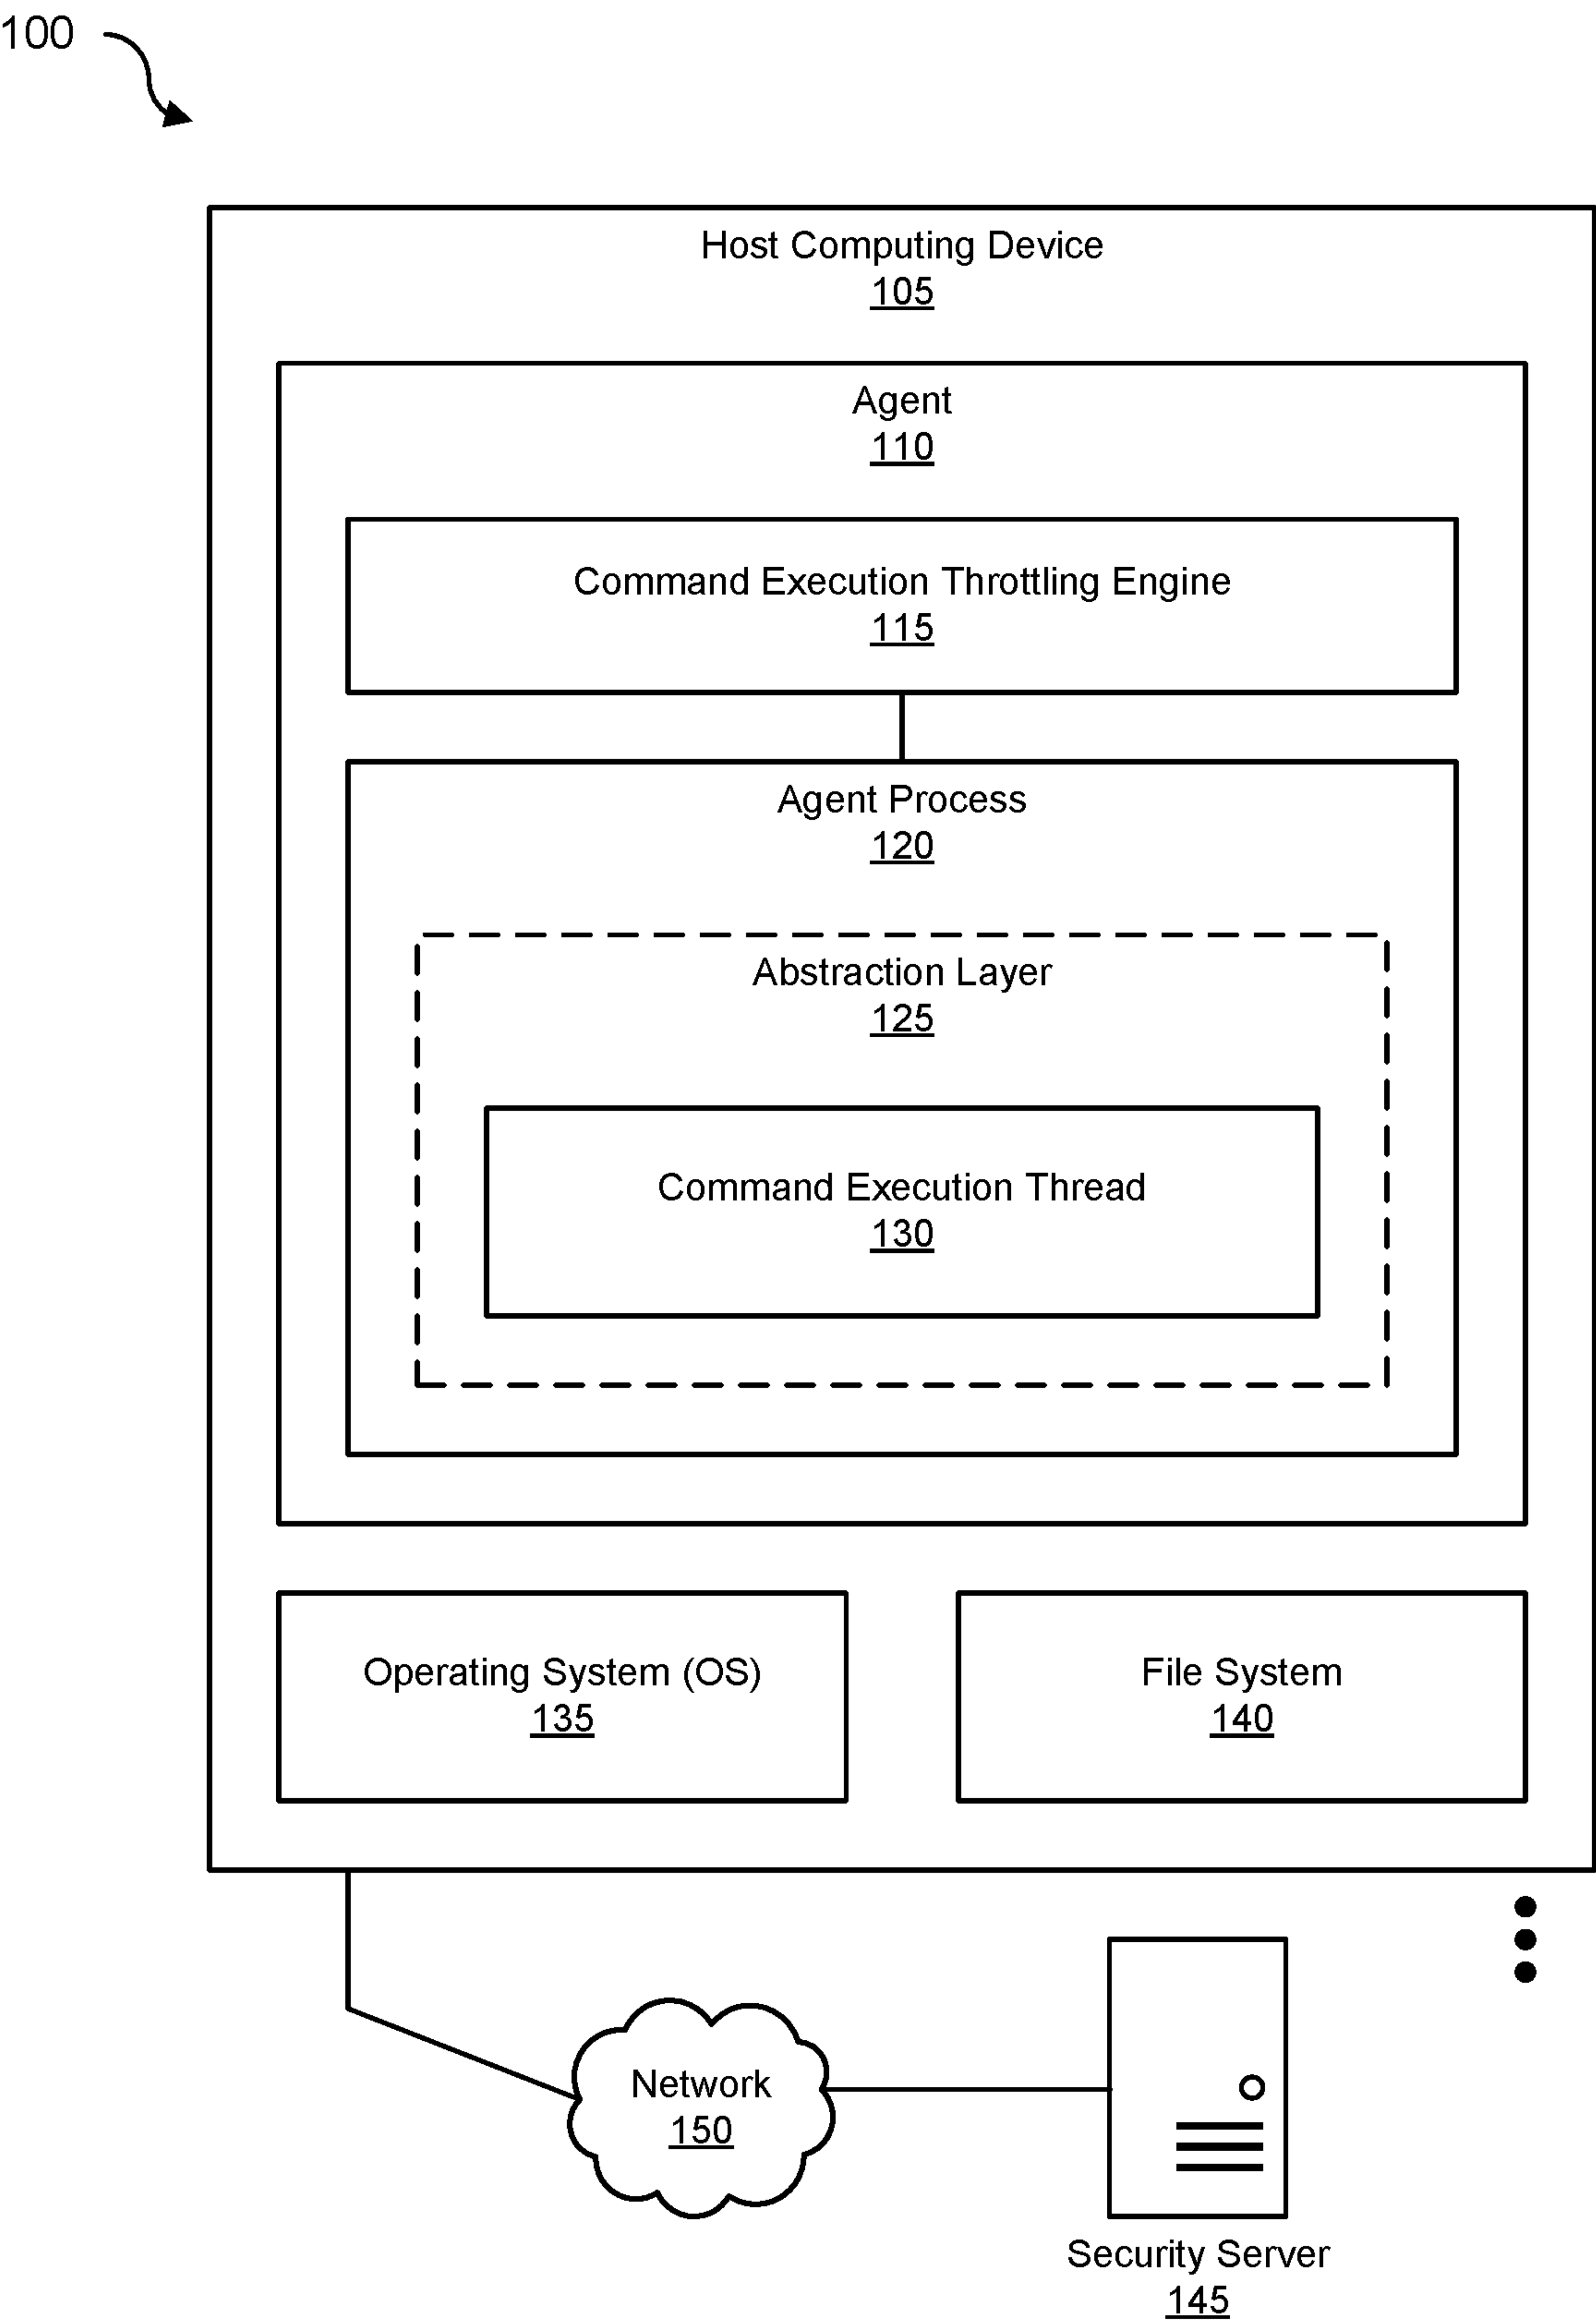 100
Host Computing Device
105
Agent
110
Command Execution Throttling Engine
115
Agent Process
120
Abstraction Layer
125
Command Execution Thread
130
Operating System (OS)
135
File System
140
Network
150
Security Server
145